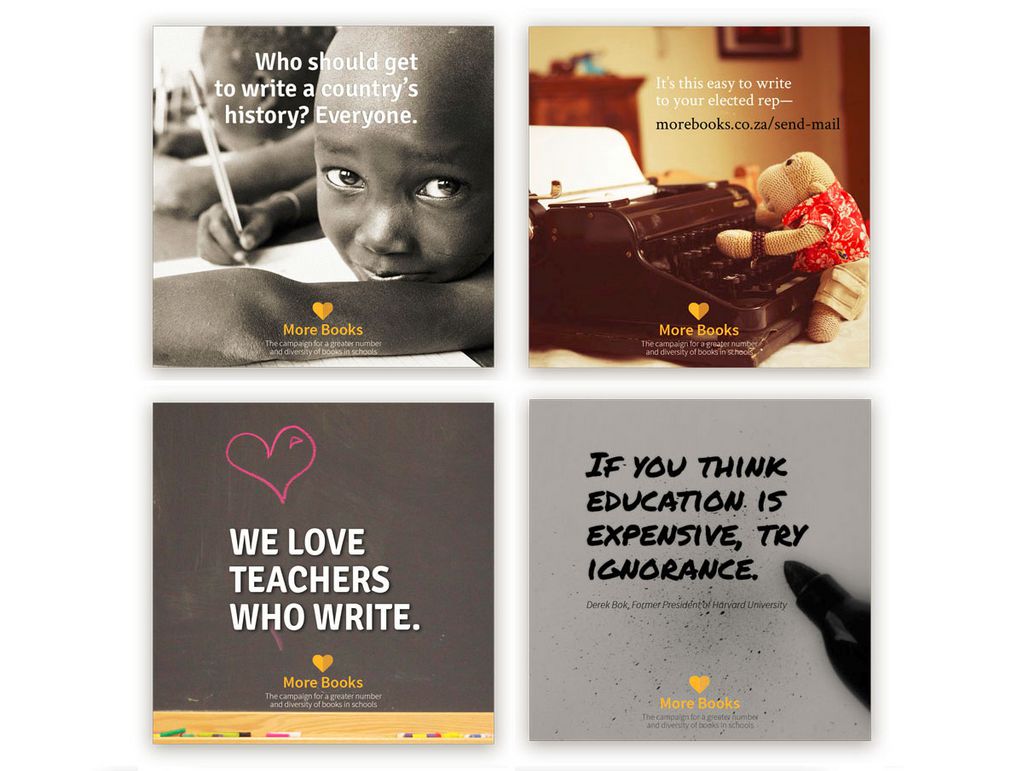 Who should get
to write a country's
history? Everyone.
More Books
The campaign for a greater number
and diversity of books in schools
It's this easy to write
to your elected rep—
morebooks.co.za/send-mail
More Books
The campaign for a greater number
and diversity of books in schools
WE LOVE
TEACHERS
WHO WRITE.
More Books
The campaign for a greater number
and diversity of books in schools
IF YOU THINK
EDUCATION IS
EXPENSIVE, TRY
IGNORANCE.
Derek Bok, Former President of Harvard University
More Books
The campaign for a greater number
and diversity of books in schools